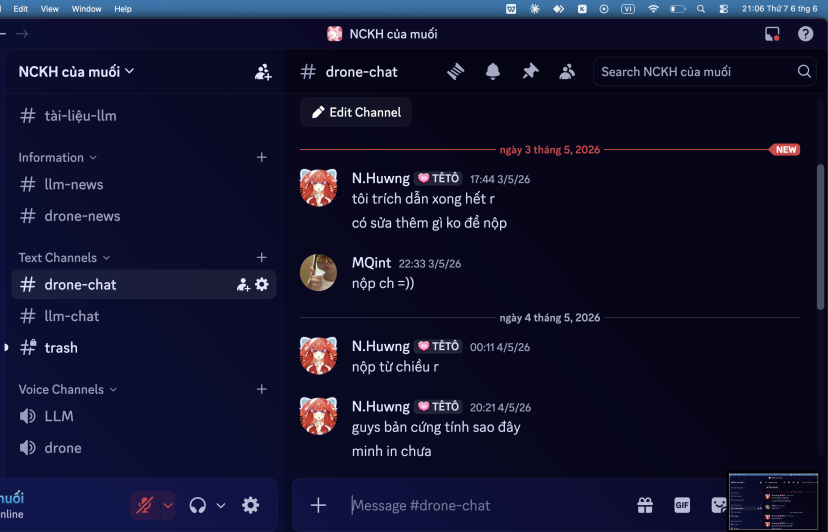 Edit View Window Help
W K VI 21:06 Thứ 7 6 thg 6
NCKH của muối
NCKH của muối
# drone-chat
Search NCKH của muối
# tài-liệu-llm
Edit Channel
ngày 3 tháng 5, 2026 NEW
Information
+
# llm-news
N.Huwng TÊTÔ 17:44 3/5/26
tôi trích dẫn xong hết r
# drone-news
có sửa thêm gì ko để nộp
Text Channels
+
MQint 22:33 3/5/26
# drone-chat
nộp ch =))
# llm-chat
ngày 4 tháng 5, 2026
# trash
N.Huwng TÊTÔ 00:11 4/5/26
nộp từ chiều r
Voice Channels
+
LLM
N.Huwng TÊTÔ 20:21 4/5/26
guys bản cứng tính sao đây
drone
minh in chưa
muối
nline
+ Message #drone-chat
GIF